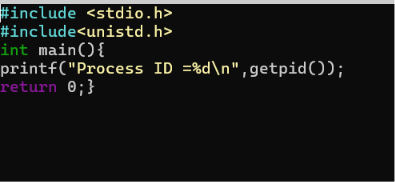 #include <stdio.h>
#include<unistd.h>
int main(){
printf("Process ID =%d\n",getpid());
return 0;}